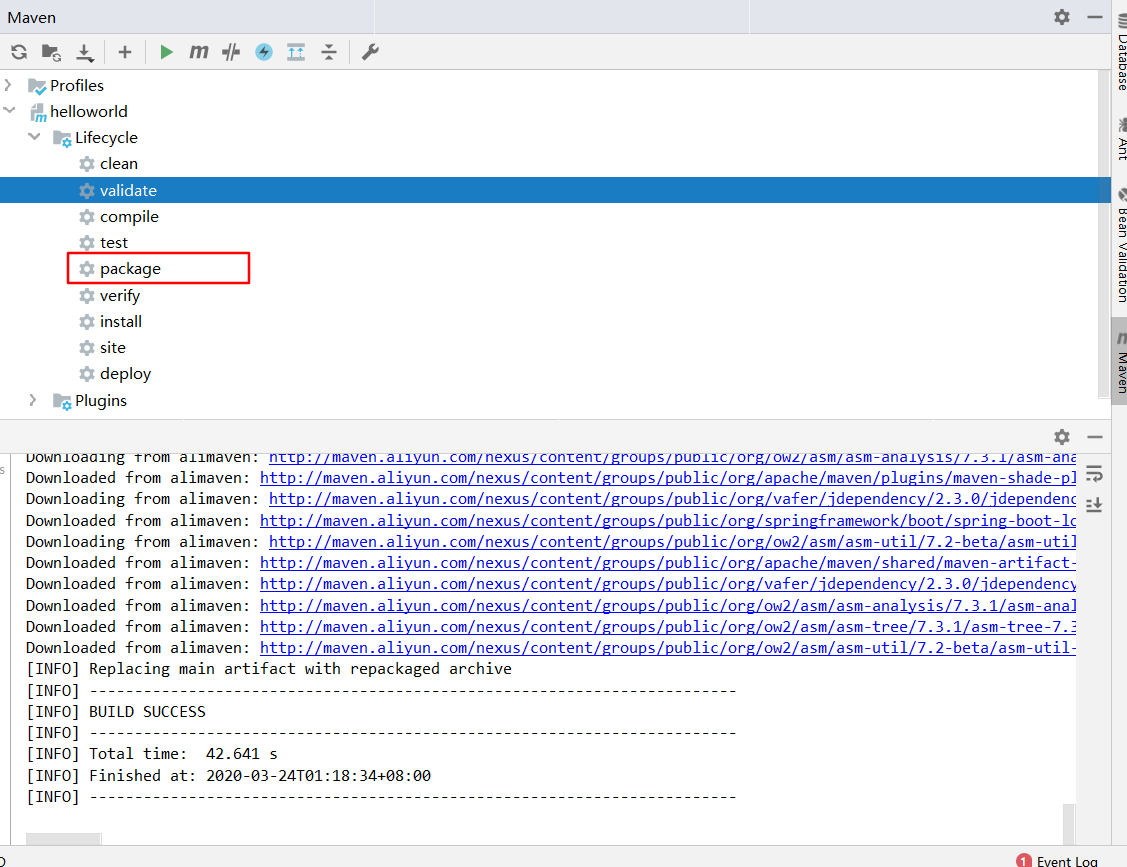 Maven
Profiles
helloworld
Lifecycle
clean
validate
compile
test
package
verify
install
site
deploy
Plugins
Database
Ant
Bean Validation
Maven
Downloading from alimaven: http://maven.aliyun.com/nexus/content/groups/public/org/ow2/asm/asm-analysis/7.3.1/asm-ana
Downloaded from alimaven: http://maven.aliyun.com/nexus/content/groups/public/org/apache/maven/plugins/maven-shade-pl
Downloading from alimaven: http://maven.aliyun.com/nexus/content/groups/public/org/vafer/jdependency/2.3.0/jdependenc
Downloaded from alimaven: http://maven.aliyun.com/nexus/content/groups/public/org/springframework/boot/spring-boot-lo
Downloading from alimaven: http://maven.aliyun.com/nexus/content/groups/public/org/ow2/asm/asm-util/7.2-beta/asm-util
Downloaded from alimaven: http://maven.aliyun.com/nexus/content/groups/public/org/apache/maven/shared/maven-artifact-
Downloaded from alimaven: http://maven.aliyun.com/nexus/content/groups/public/org/vafer/jdependency/2.3.0/jdependency
Downloaded from alimaven: http://maven.aliyun.com/nexus/content/groups/public/org/ow2/asm/asm-analysis/7.3.1/asm-anal
Downloaded from alimaven: http://maven.aliyun.com/nexus/content/groups/public/org/ow2/asm/asm-tree/7.3.1/asm-tree-7.3
Downloaded from alimaven: http://maven.aliyun.com/nexus/content/groups/public/org/ow2/asm/asm-util/7.2-beta/asm-util-
[INFO] Replacing main artifact with repackaged archive
[INFO] ------------------------------------------------------------------------
[INFO] BUILD SUCCESS
[INFO] ------------------------------------------------------------------------
[INFO] Total time:  42.641 s
[INFO] Finished at: 2020-03-24T01:18:34+08:00
[INFO] ------------------------------------------------------------------------
1 Event Log